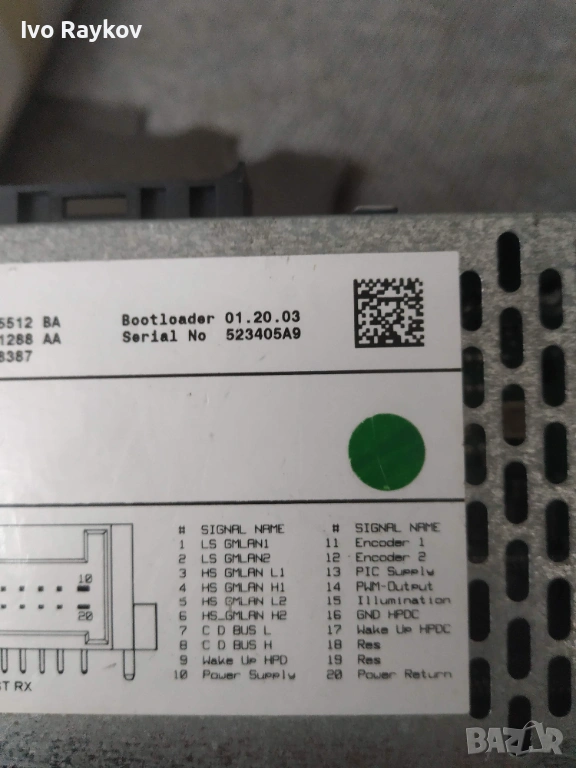 Ivo Raykov
5512 BA
1288 AA
8387
Bootloader 01.20.03
Serial No 523405A9
# SIGNAL NAME
1 LS GMLAN1
2 LS GMLAN2
3 HS GMLAN L1
4 HS GMLAN H1
5 HS GMLAN L2
6 HS_GMLAN H2
7 C D BUS L
8 C D BUS H
9 Wake Up HPD
10 Power Supply
# SIGNAL NAME
11 Encoder 1
12 Encoder 2
13 PIC Supply
14 PWM-Output
15 Illumination
16 GND HPDC
17 Wake Up HPDC
18 Res
19 Res
20 Power Return
10
20
ST RX
BAZAR